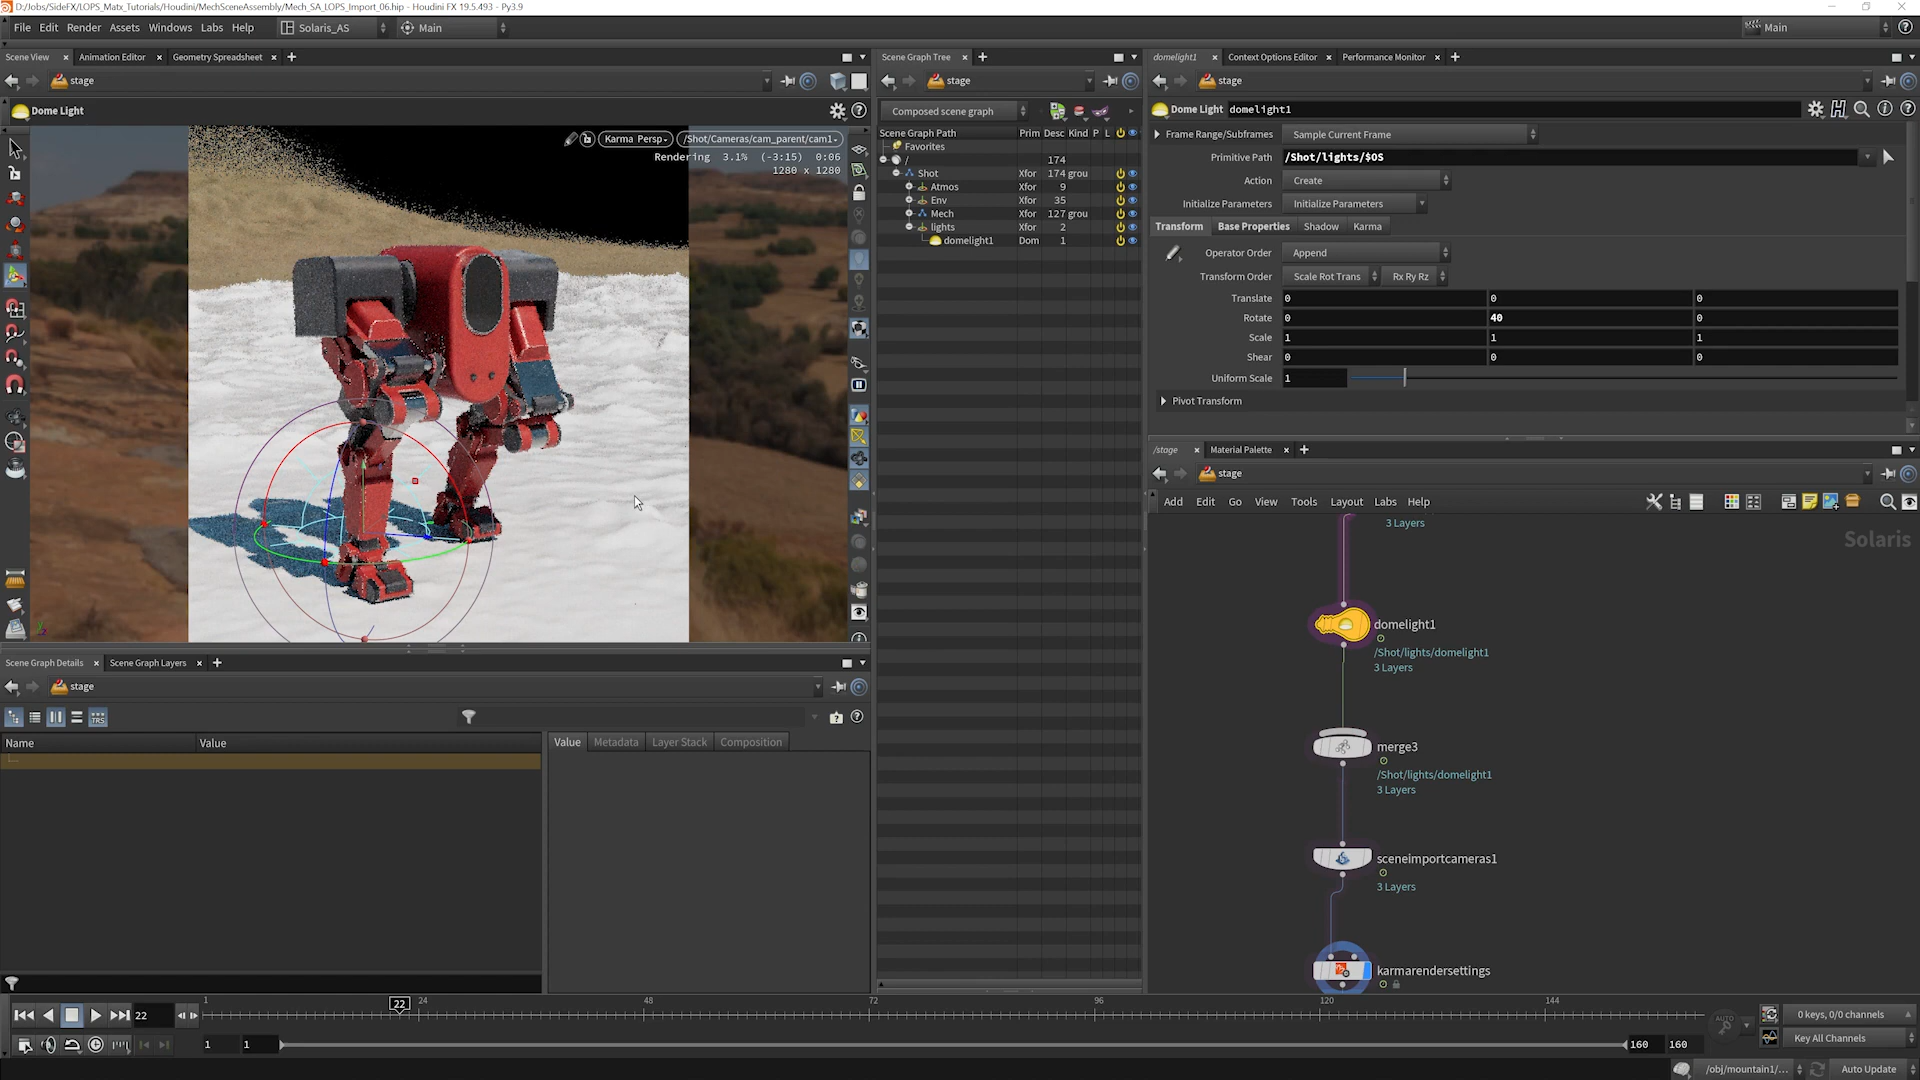 D:/Jobs/SideFX/LOPS_Matx_Tutorials/Houdini/MechSceneAssembly/Mech_SA_LOPS_Import_06.hip - Houdini FX 19.5.493 - Py3.9
File Edit Render Assets Windows Labs Help Solaris_AS Main Main
Scene View Animation Editor Geometry Spreadsheet
stage
Dome Light
Karma Persp /Shot/Cameras/cam_parent/cam1
Rendering 3.1% (-3:15) 0:06
1280 x 1280
Scene Graph Tree
stage
Composed scene graph
Scene Graph Path Prim Desc Kind P L
Favorites
/ 174
Shot Xfor 174 grou
Atmos Xfor 9
Env Xfor 35
Mech Xfor 127 grou
lights Xfor 2
domelight1 Dom 1
domelight1 Context Options Editor Performance Monitor
stage
Dome Light domelight1
Frame Range/Subframes Sample Current Frame
Primitive Path /Shot/lights/$OS
Action Create
Initialize Parameters Initialize Parameters
Transform Base Properties Shadow Karma
Operator Order Append
Transform Order Scale Rot Trans Rx Ry Rz
Translate 0 0 0
Rotate 0 40 0
Scale 1 1 1
Shear 0 0 0
Uniform Scale 1
Pivot Transform
/stage Material Palette
stage
Add Edit Go View Tools Layout Labs Help
Solaris
3 Layers
domelight1
/Shot/lights/domelight1
3 Layers
merge3
/Shot/lights/domelight1
3 Layers
sceneimportcameras1
3 Layers
karmarendersettings
Scene Graph Details Scene Graph Layers
stage
TRS
Name Value
Value Metadata Layer Stack Composition
1 22 24 48 72 96 120 144
22
0 keys, 0/0 channels
AUTO
Key All Channels
1 1 160 160
/obj/mountain1/... Auto Update